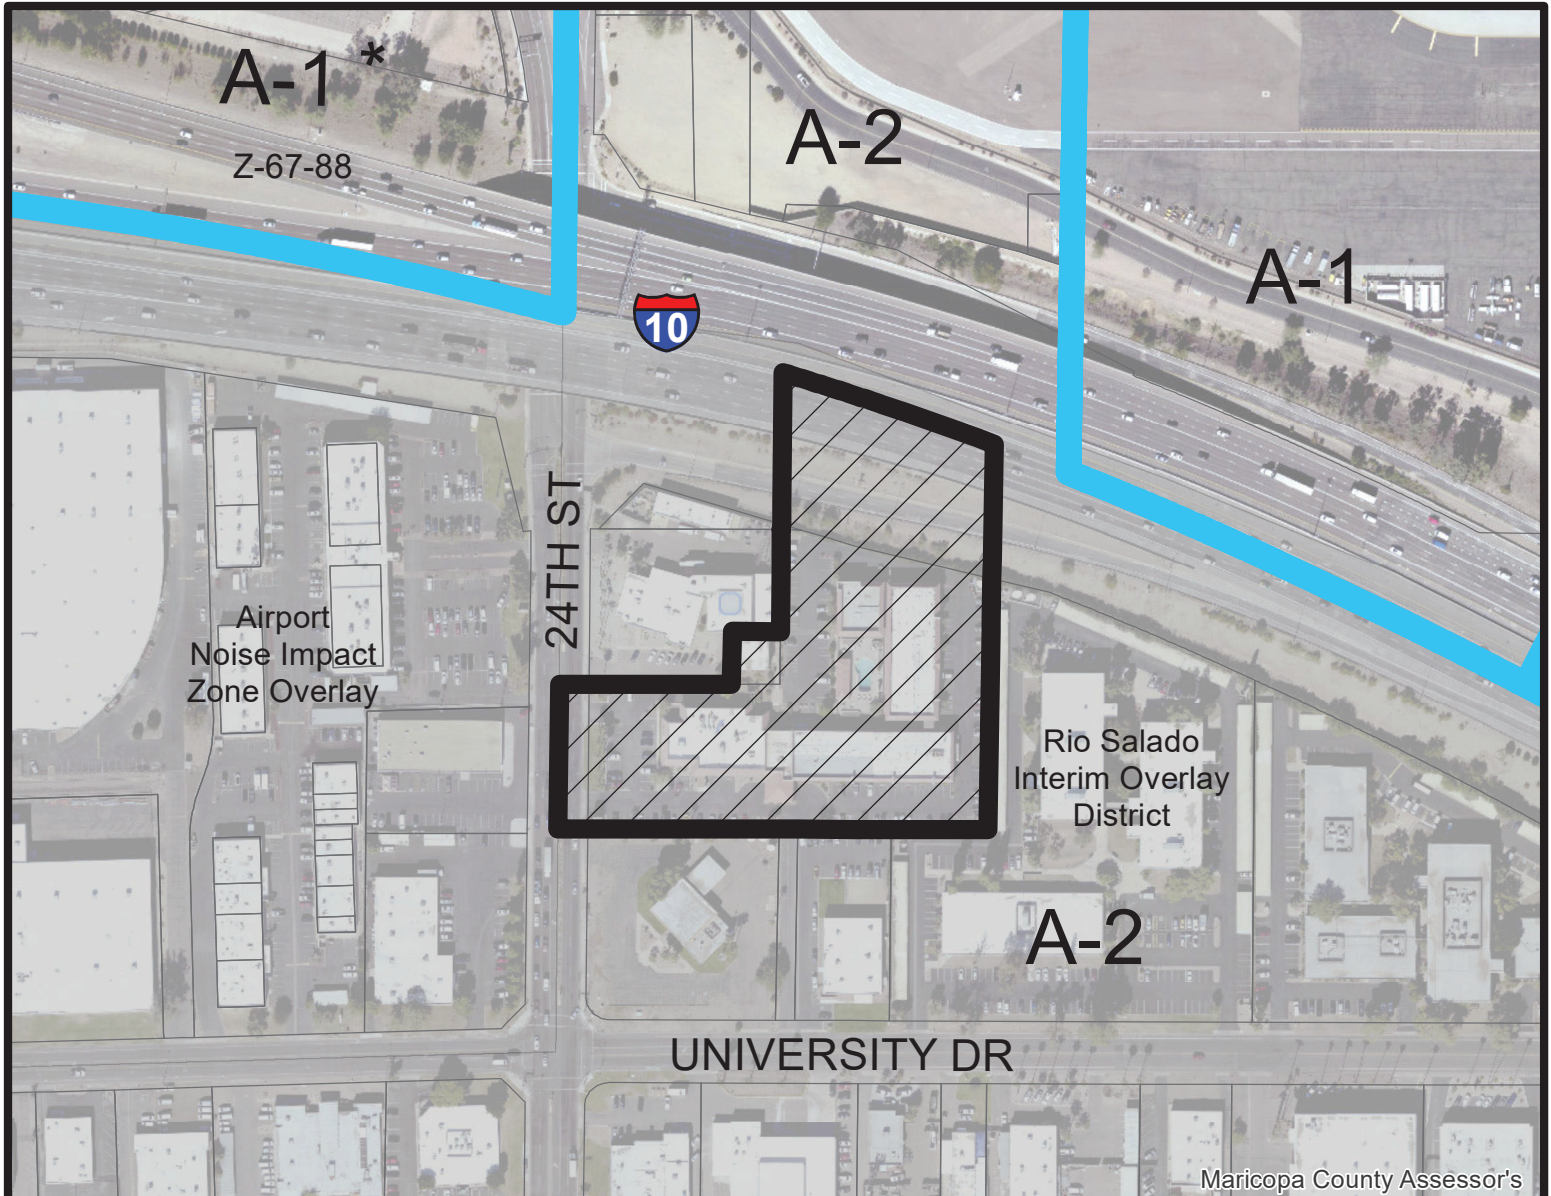 A-1 *
Z-67-88
A-2
A-1
10
24TH ST
Airport
Noise Impact
Zone Overlay
Rio Salado
Interim Overlay
District
A-2
UNIVERSITY DR
Maricopa County Assessor's